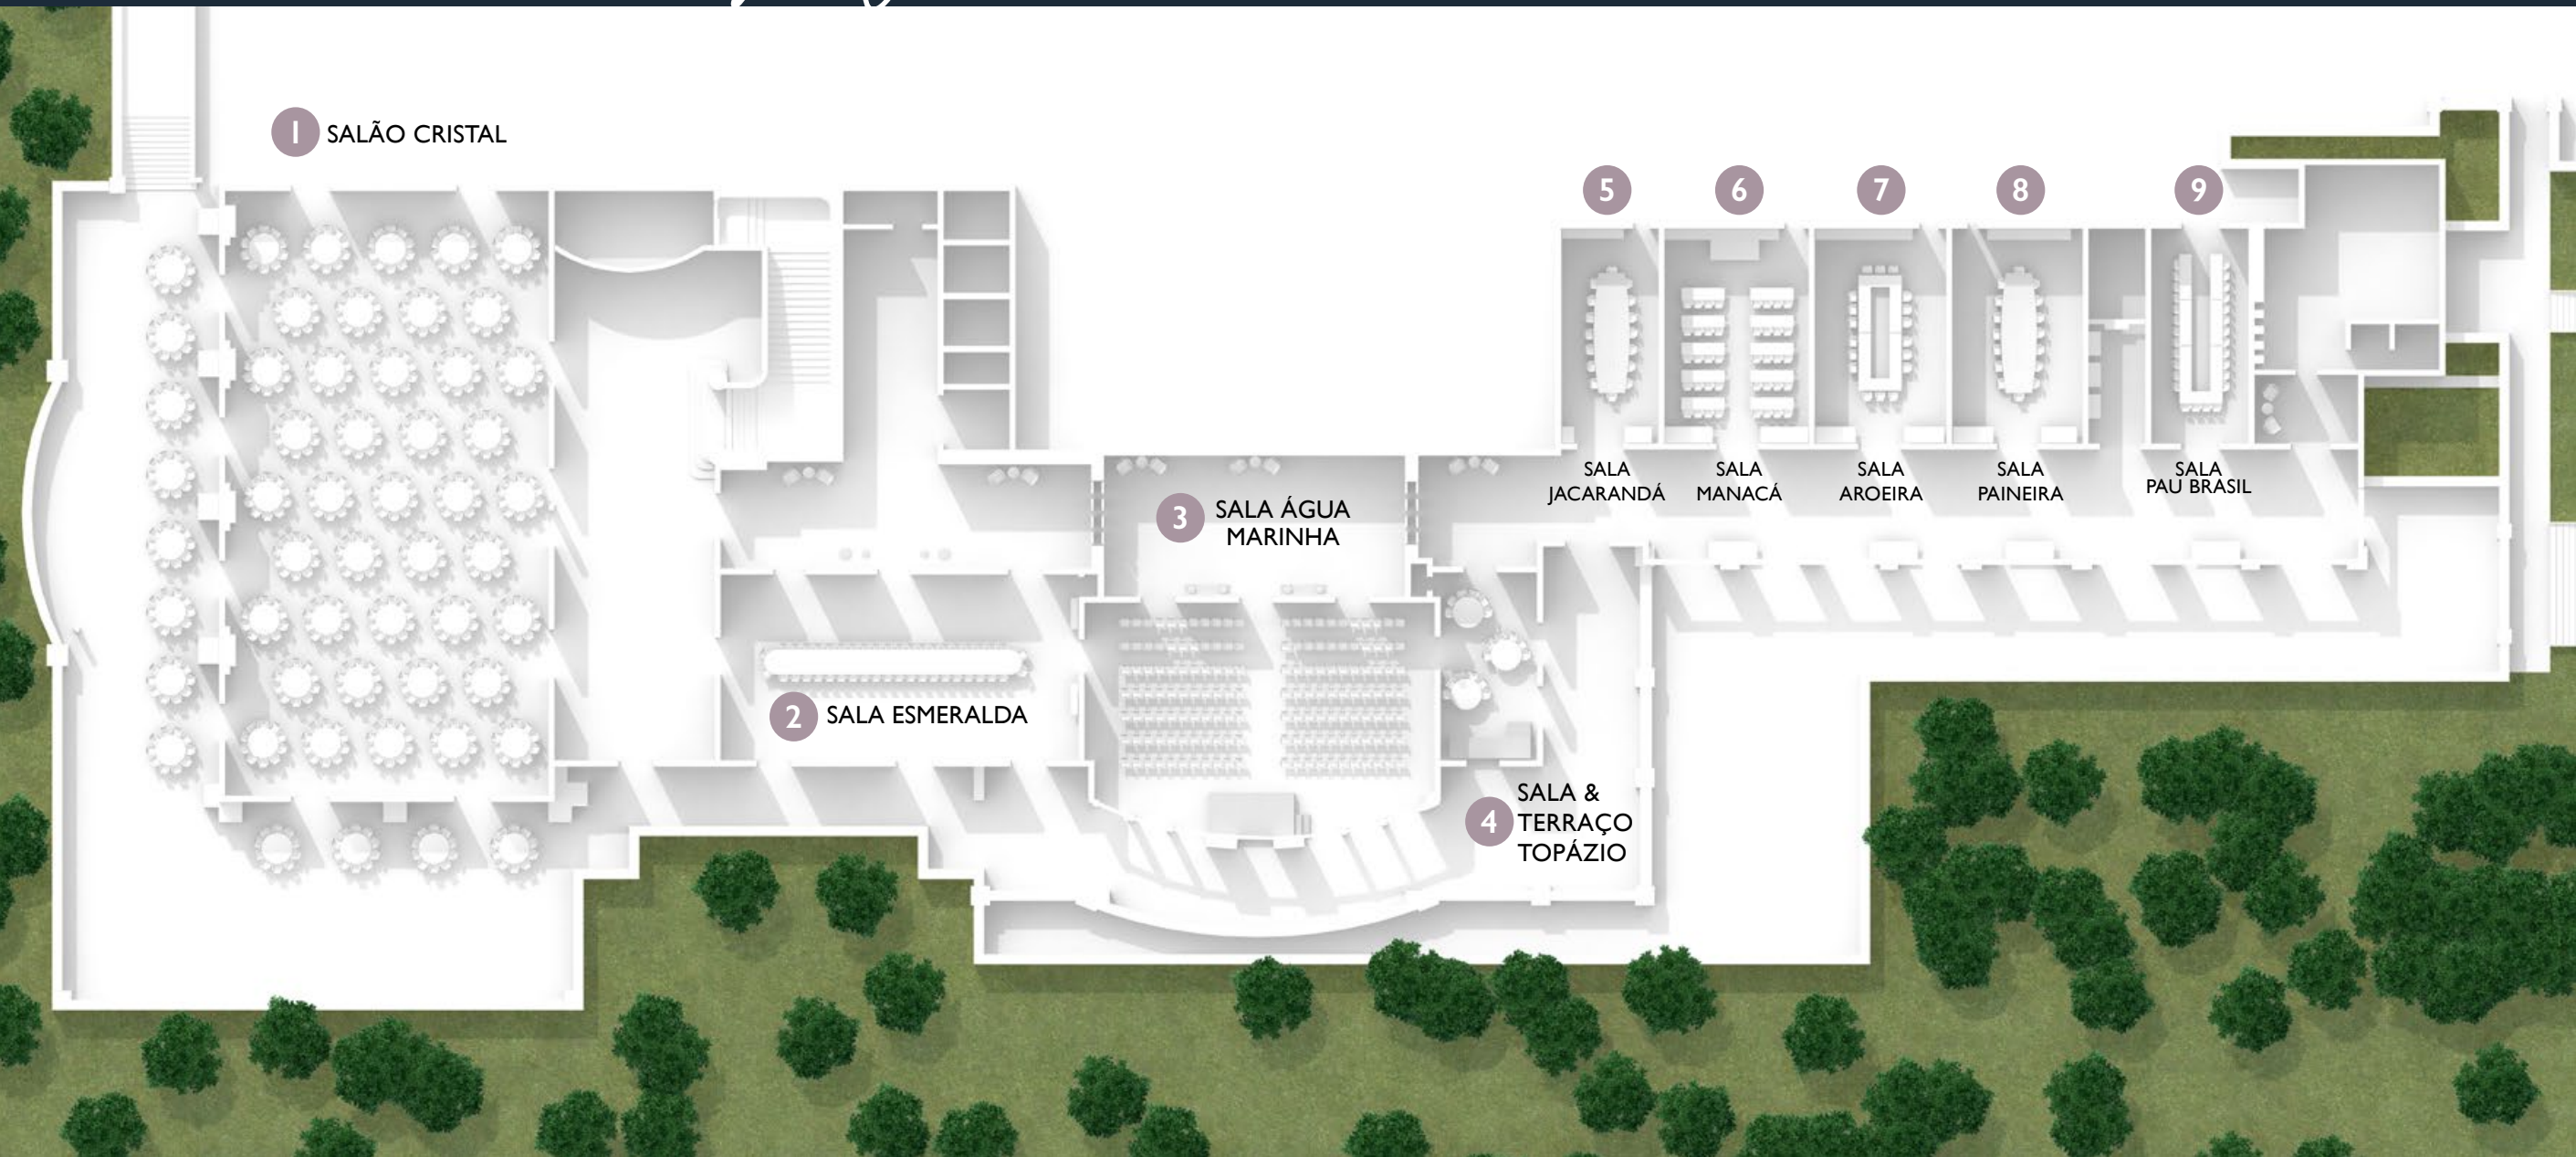 1 SALÃO CRISTAL
5
6
7
8
9
SALA
JACARANDÁ
SALA
MANACÁ
SALA
AROEIRA
SALA
PAINEIRA
SALA
PAU BRASIL
3 SALA ÁGUA
MARINHA
2 SALA ESMERALDA
4 SALA &
TERRAÇO
TOPÁZIO